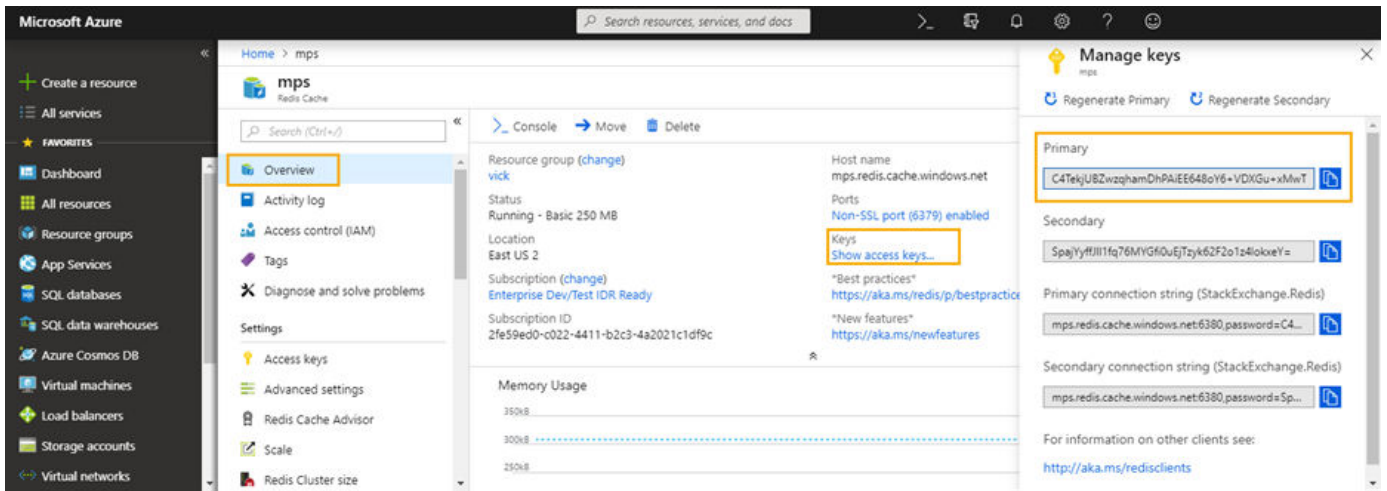 Microsoft Azure
Search resources, services, and docs
Create a resource
All services
FAVORITES
Dashboard
All resources
Resource groups
App Services
SQL databases
SQL data warehouses
Azure Cosmos DB
Virtual machines
Load balancers
Storage accounts
Virtual networks
Home > mps
mps
Redis Cache
Search (Ctrl+/)
Overview
Activity log
Access control (IAM)
Tags
Diagnose and solve problems
Settings
Access keys
Advanced settings
Redis Cache Advisor
Scale
Redis Cluster size
Console
Move
Delete
Resource group (change)
vick
Status
Running - Basic 250 MB
Location
East US 2
Subscription (change)
Enterprise Dev/Test IDR Ready
Subscription ID
2fe59ed0-c022-4411-b2c3-4a2021c1df9c
Host name
mps.redis.cache.windows.net
Ports
Non-SSL port (6379) enabled
Keys
Show access keys...
*Best practices*
https://aka.ms/redis/p/bestpractice
*New features*
https://aka.ms/newfeatures
Memory Usage
350kB
300kB
250kB
Manage keys
mps
Regenerate Primary
Regenerate Secondary
Primary
C4TekjUBZwzqhamDhPAiEE648oY6+VDXGu+xMwT
Secondary
Primary connection string (StackExchange.Redis)
mps.redis.cache.windows.net:6380,password=C4...
Secondary connection string (StackExchange.Redis)
mps.redis.cache.windows.net:6380,password=Sp...
For information on other clients see:
http://aka.ms/redisclients